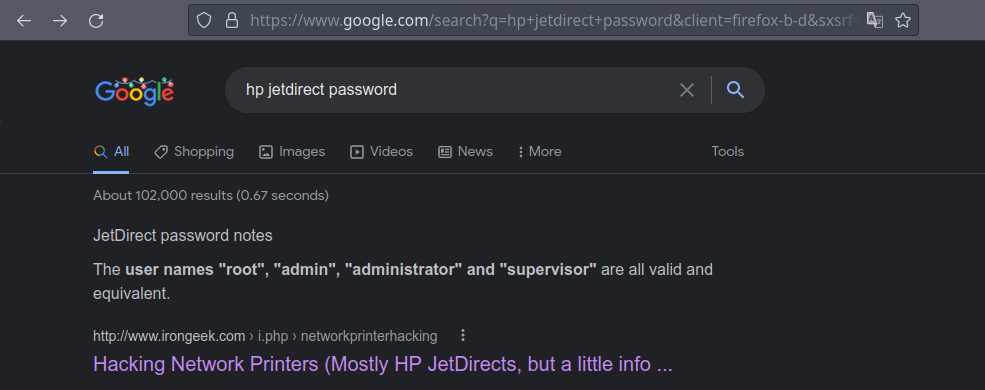 https://www.google.com/search?q=hp+jetdirect+password&client=firefox-b-d&sxsrf=
Google
hp jetdirect password
All Shopping Images Videos News More Tools
About 102,000 results (0.67 seconds)
JetDirect password notes
The user names "root", "admin", "administrator" and "supervisor" are all valid and
equivalent.
http://www.irongeek.com › i.php › networkprinterhacking
Hacking Network Printers (Mostly HP JetDirects, but a little info ...